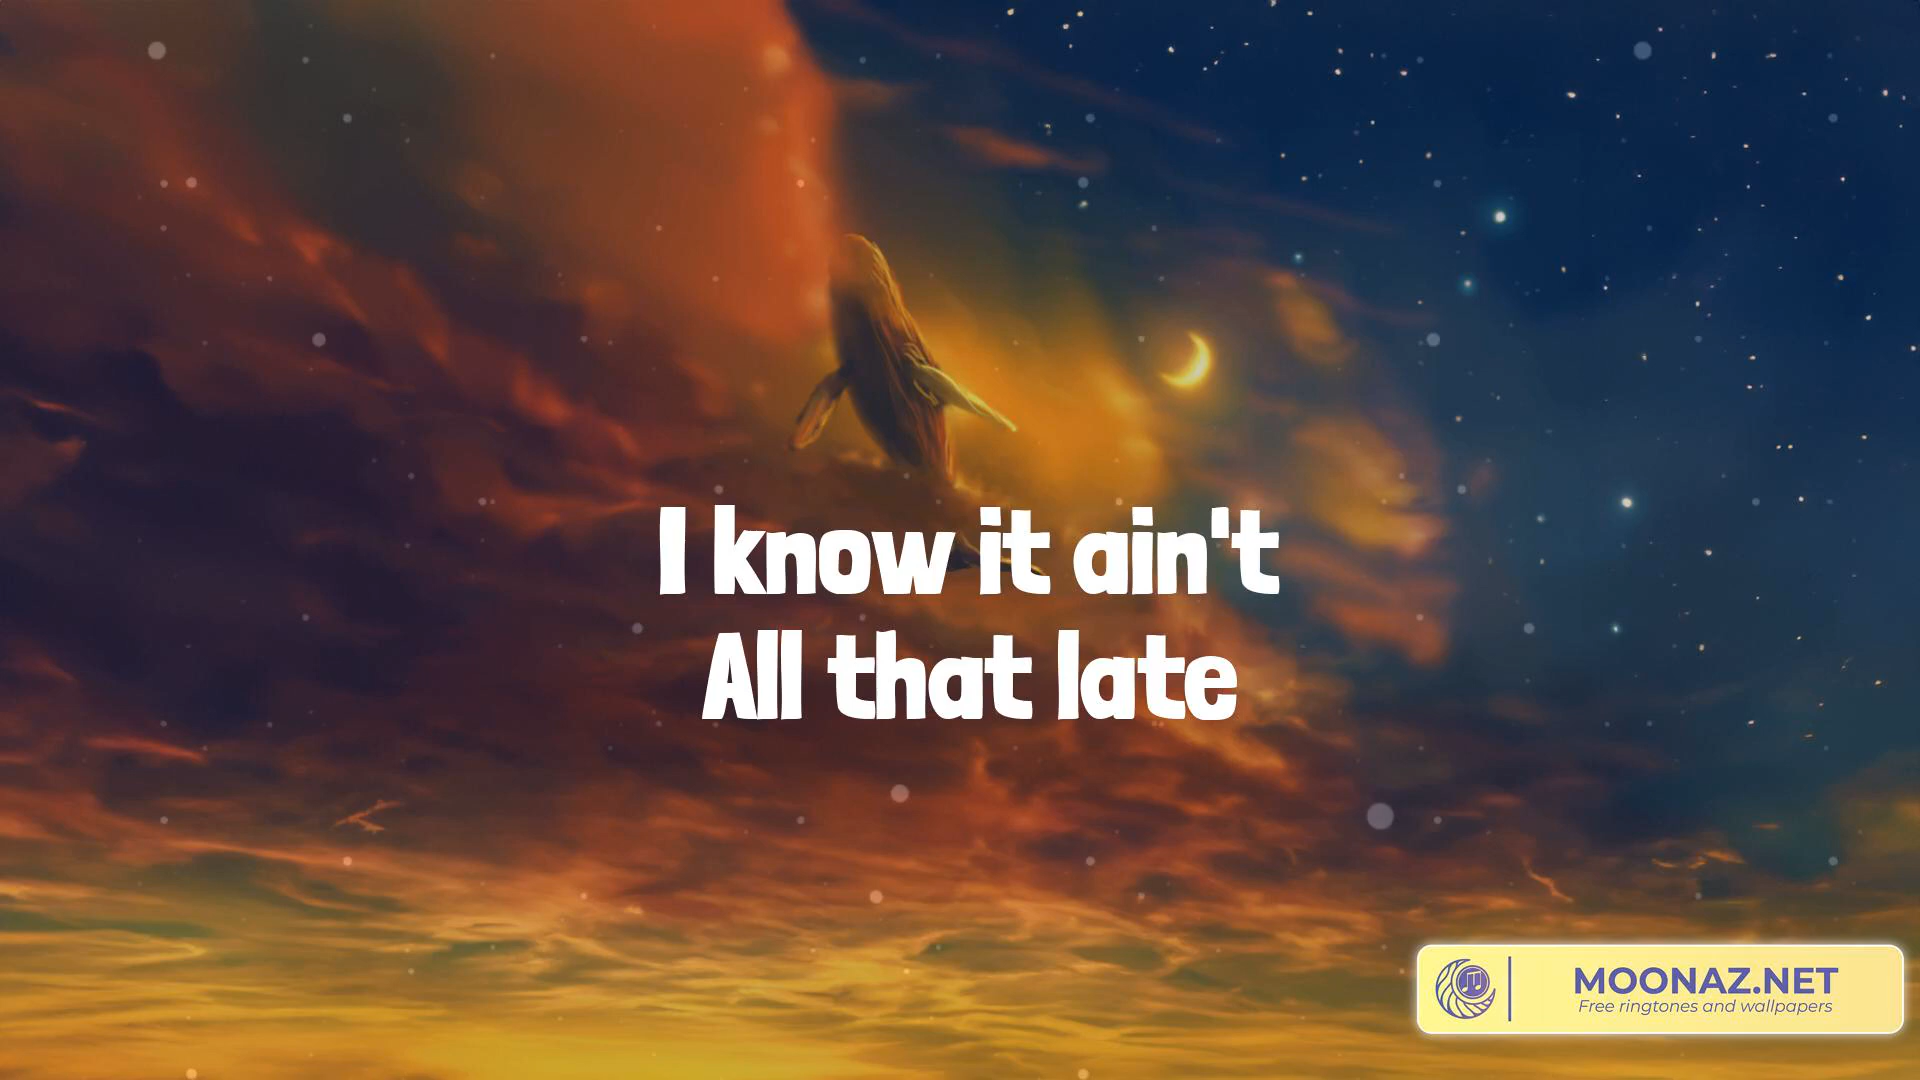 I know it ain't
All that late
MOONAZ.NET
Free ringtones and wallpapers